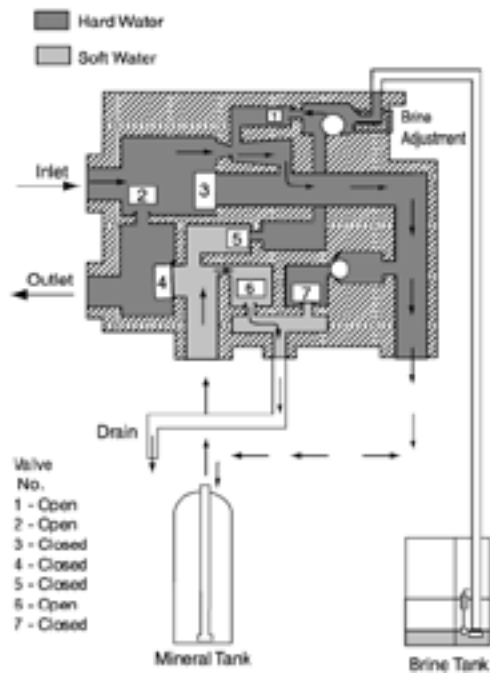 Hard Water
Soft Water
1
Brine
Adjustment
Inlet
2
3
5
Outlet
4
6
7
Drain
Valve
No.
1 - Open
2 - Open
3 - Closed
4 - Closed
5 - Closed
6 - Open
7 - Closed
Mineral Tank
Brine Tank